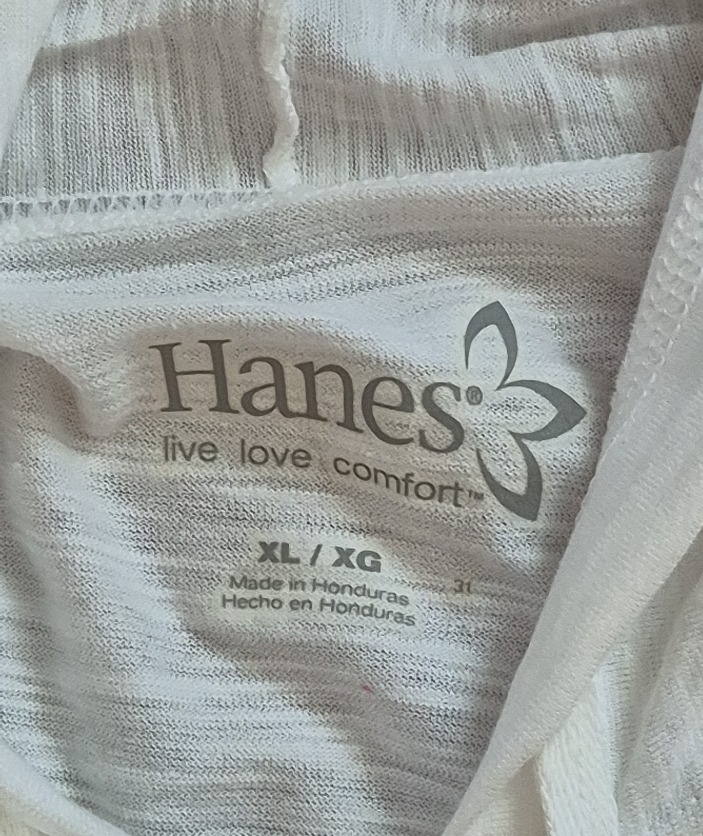 Hanes®
live love comfort™
XL / XG
31
Made in Honduras
Hecho en Honduras